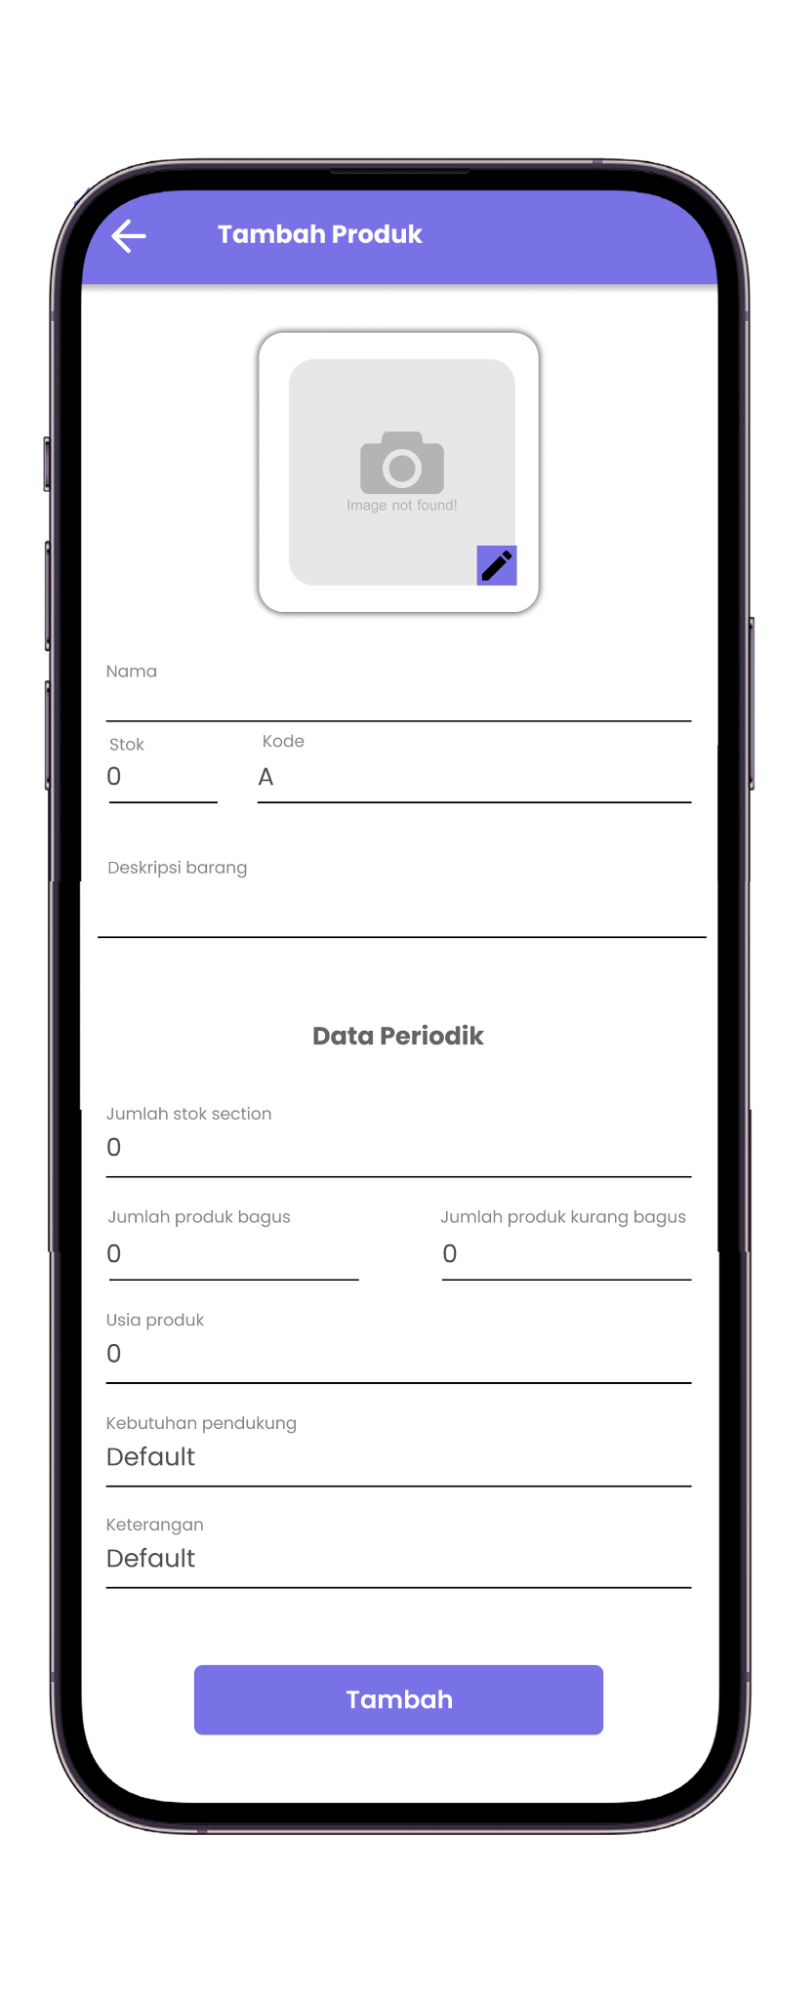 Tambah Produk
Image not found!
Nama
Stok Kode
0 A
Deskripsi barang
Data Periodik
Jumlah stok section
0
Jumlah produk bagus Jumlah produk kurang bagus
0 0
Usia produk
0
Kebutuhan pendukung
Default
Keterangan
Default
Tambah